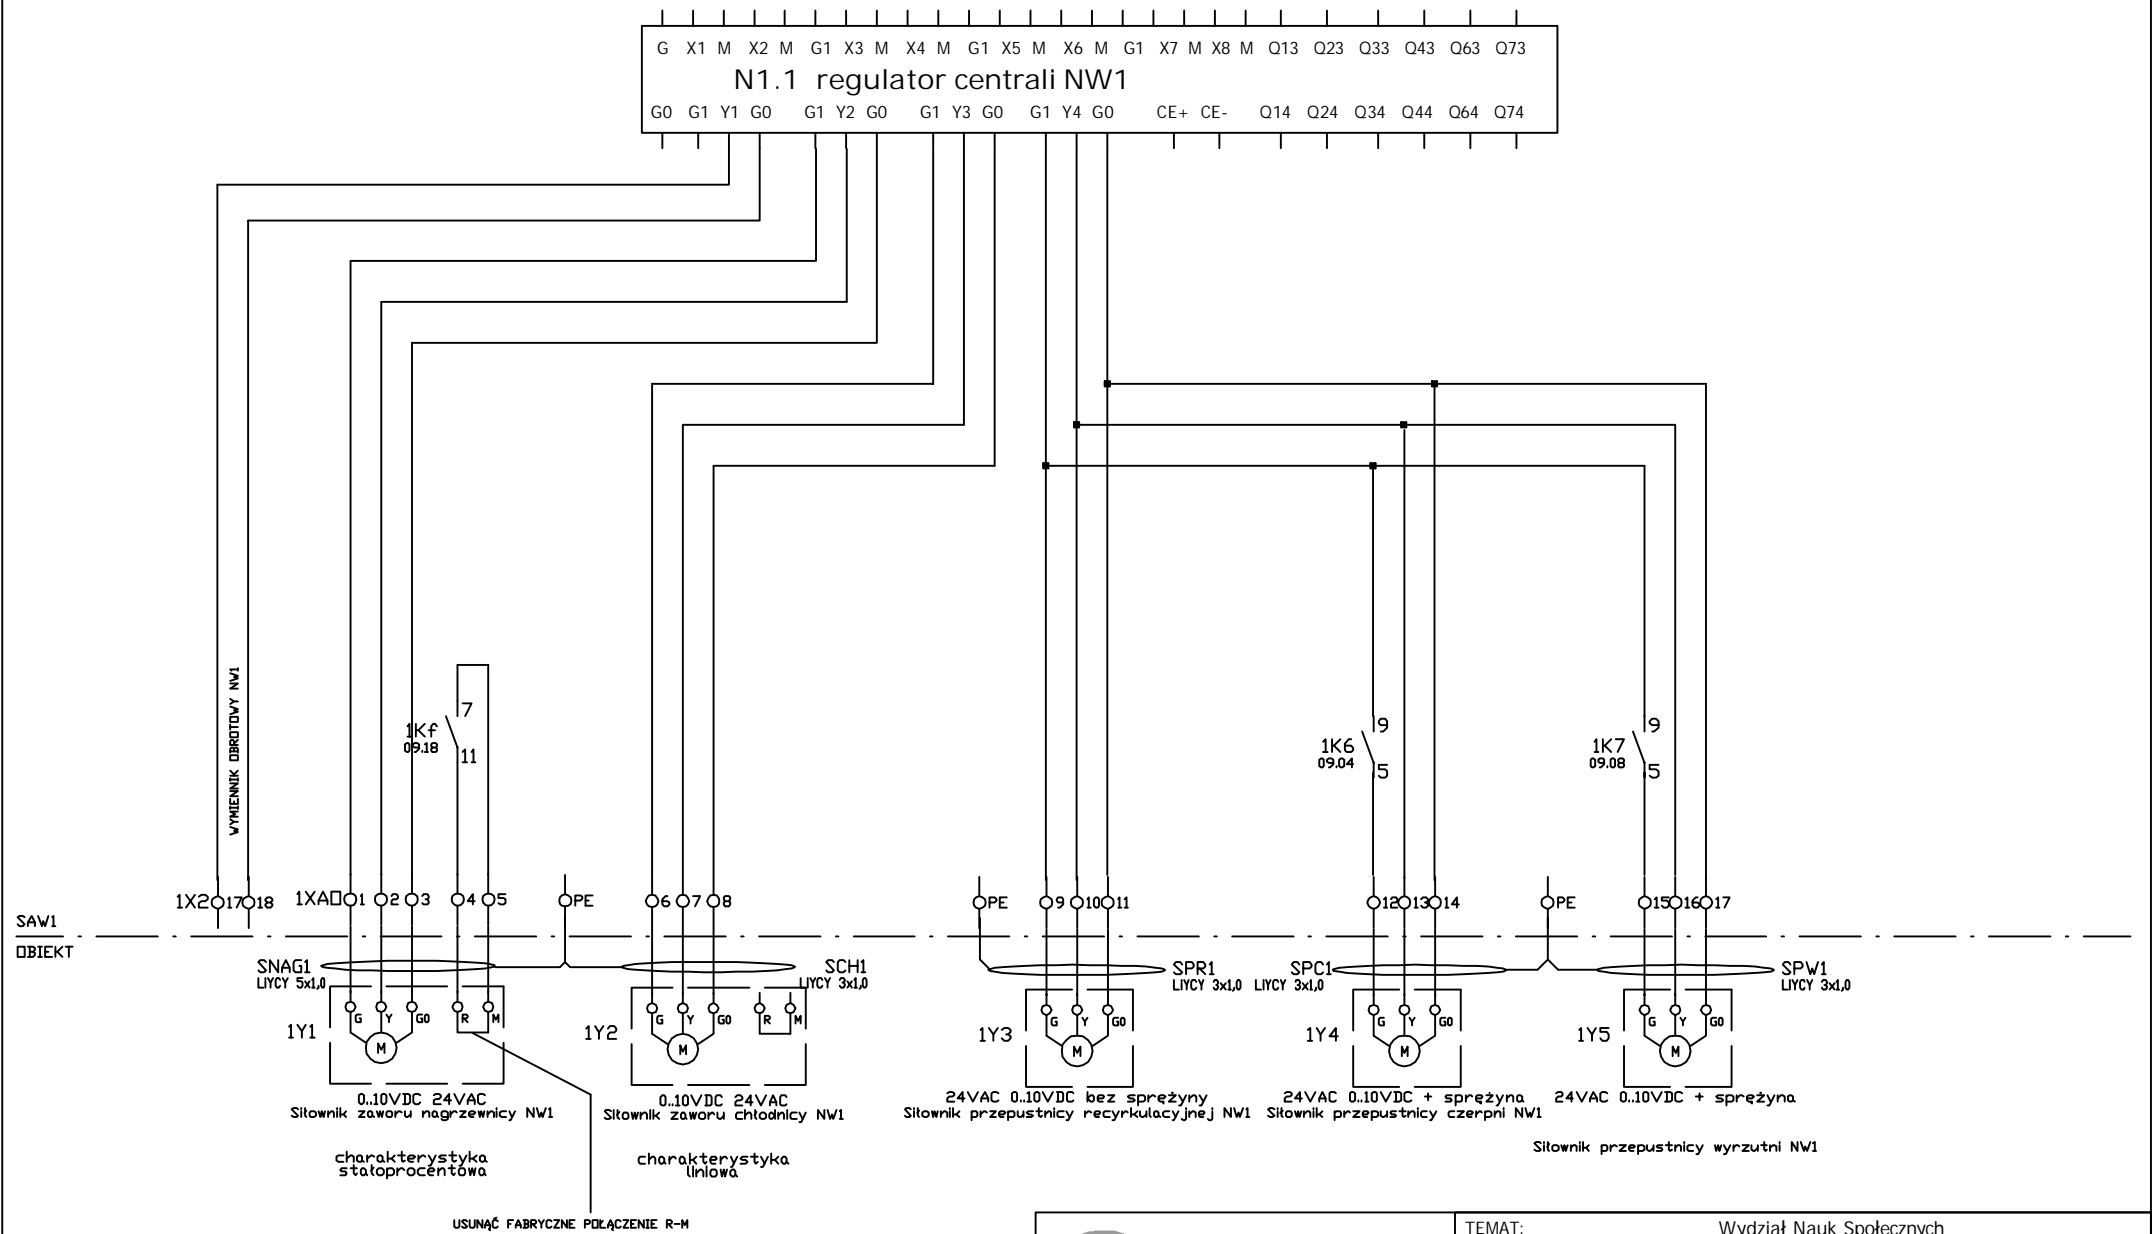 G X1 M X2 M G1 X3 M X4 M G1 X5 M X6 M G1 X7 M X8 M Q13 Q23 Q33 Q43 Q63 Q73
N1.1 regulator centrali NW1
G0 G1 Y1 G0 G1 Y2 G0 G1 Y3 G0 G1 Y4 G0 CE+ CE- Q14 Q24 Q34 Q44 Q64 Q74
WYMIENNIK OBROTOWY NW1
7
1Kf
09.18
11
9
1K6
09.04
5
9
1K7
09.08
5
1X2 17 18 1XAO 1 2 3 4 5 PE 6 7 8 PE 9 10 11 12 13 14 PE 15 16 17
SAW1
OBIEKT
SNAG1
LIYCY 5x1,0
SCH1
LIYCY 3x1,0
SPR1
LIYCY 3x1,0
SPC1
LIYCY 3x1,0
SPW1
LIYCY 3x1,0
G Y G0 R M
1Y1
M
G Y G0 R M
1Y2
M
G Y G0
1Y3
M
G Y G0
1Y4
M
G Y G0
1Y5
M
0..10VDC 24VAC
Siłownik zaworu nagrzewnicy NW1
0..10VDC 24VAC
Siłownik zaworu chłodnicy NW1
24VAC 0..10VDC bez sprężyny
Siłownik przepustnicy recyrkulacyjnej NW1
24VAC 0..10VDC + sprężyna
Siłownik przepustnicy czerpni NW1
24VAC 0..10VDC + sprężyna
Siłownik przepustnicy wyrzutni NW1
charakterystyka
stałoprocentowa
charakterystyka
liniowa
USUNĄĆ FABRYCZNE POŁĄCZENIE R-M
TEMAT: Wydział Nauk Społecznych